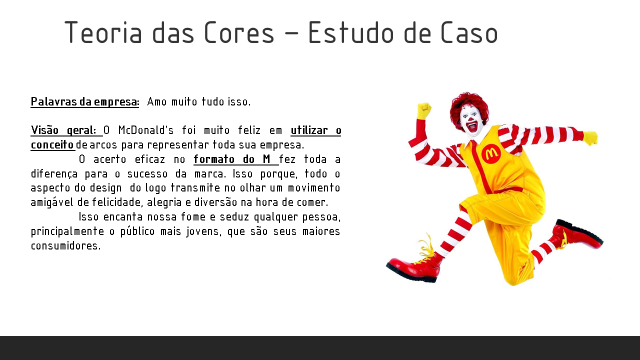 Teoria das Cores – Estudo de Caso
Palavras da empresa: Amo muito tudo isso.
Visão geral: O McDonald's foi muito feliz em utilizar o
conceito de arcos para representar toda sua empresa.
O acerto eficaz no formato do M fez toda a
diferença para o sucesso da marca. Isso porque, todo o
aspecto do design do logo transmite no olhar um movimento
amigável de felicidade, alegria e diversão na hora de comer.
Isso encanta nossa fome e seduz qualquer pessoa,
principalmente o público mais jovens, que são seus maiores
consumidores.
M